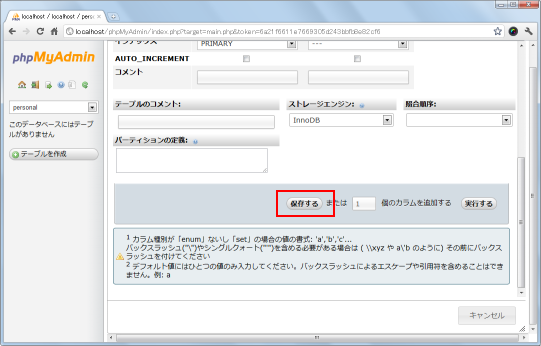 localhost / localhost / perso
localhost/phpMyAdmin/index.php?target=main.php&token=6a21f6611e7669305d243bbfb8e82cf6
phpMyAdmin
personal
このデータベースにはテーブルがありません
テーブルを作成
インデックス PRIMARY ---
AUTO_INCREMENT
コメント
テーブルのコメント: ストレージエンジン: 照合順序:
InnoDB
パーティションの定義:
保存する または 1 個のカラムを追加する 実行する
1 カラム種別が「enum」ないし「set」の場合の値の書式: 'a','b','c'...
バックスラッシュ("\")やシングルクォート("'")を含める必要がある場合は ( \\xyz や a\'b のように) その前にバックス
ラッシュを付けてください
2 デフォルト値にはひとつの値のみ入力してください。バックスラッシュによるエスケープや引用符を含めることはでき
ません。例: a
キャンセル